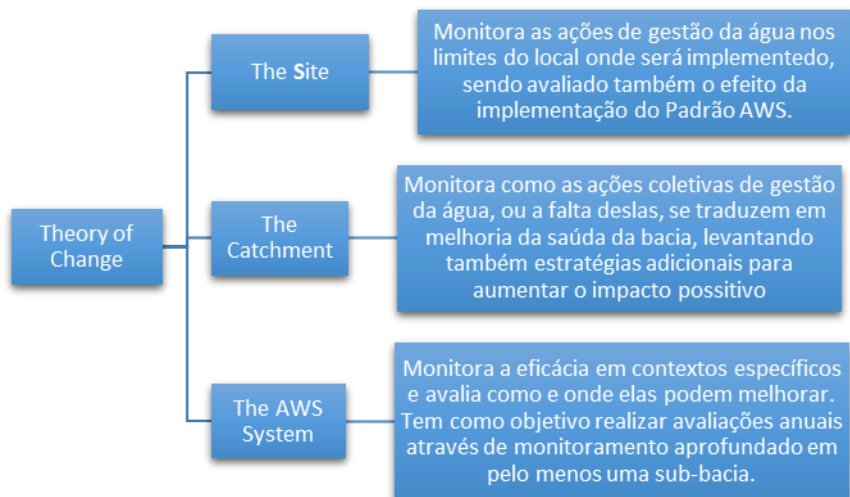 Theory of
Change
The Site
Monitora as ações de gestão da água nos
limites do local onde será implementedo,
sendo avaliado também o efeito da
implementação do Padrão AWS.
The
Catchment
Monitora como as ações coletivas de gestão
da água, ou a falta deslas, se traduzem em
melhoria da saúda da bacia, levantando
também estratégias adicionais para
aumentar o impacto possitivo
The AWS
System
Monitora a eficácia em contextos específicos
e avalia como e onde elas podem melhorar.
Tem como objetivo realizar avaliações anuais
através de monitoramento aprofundado em
pelo menos uma sub-bacia.